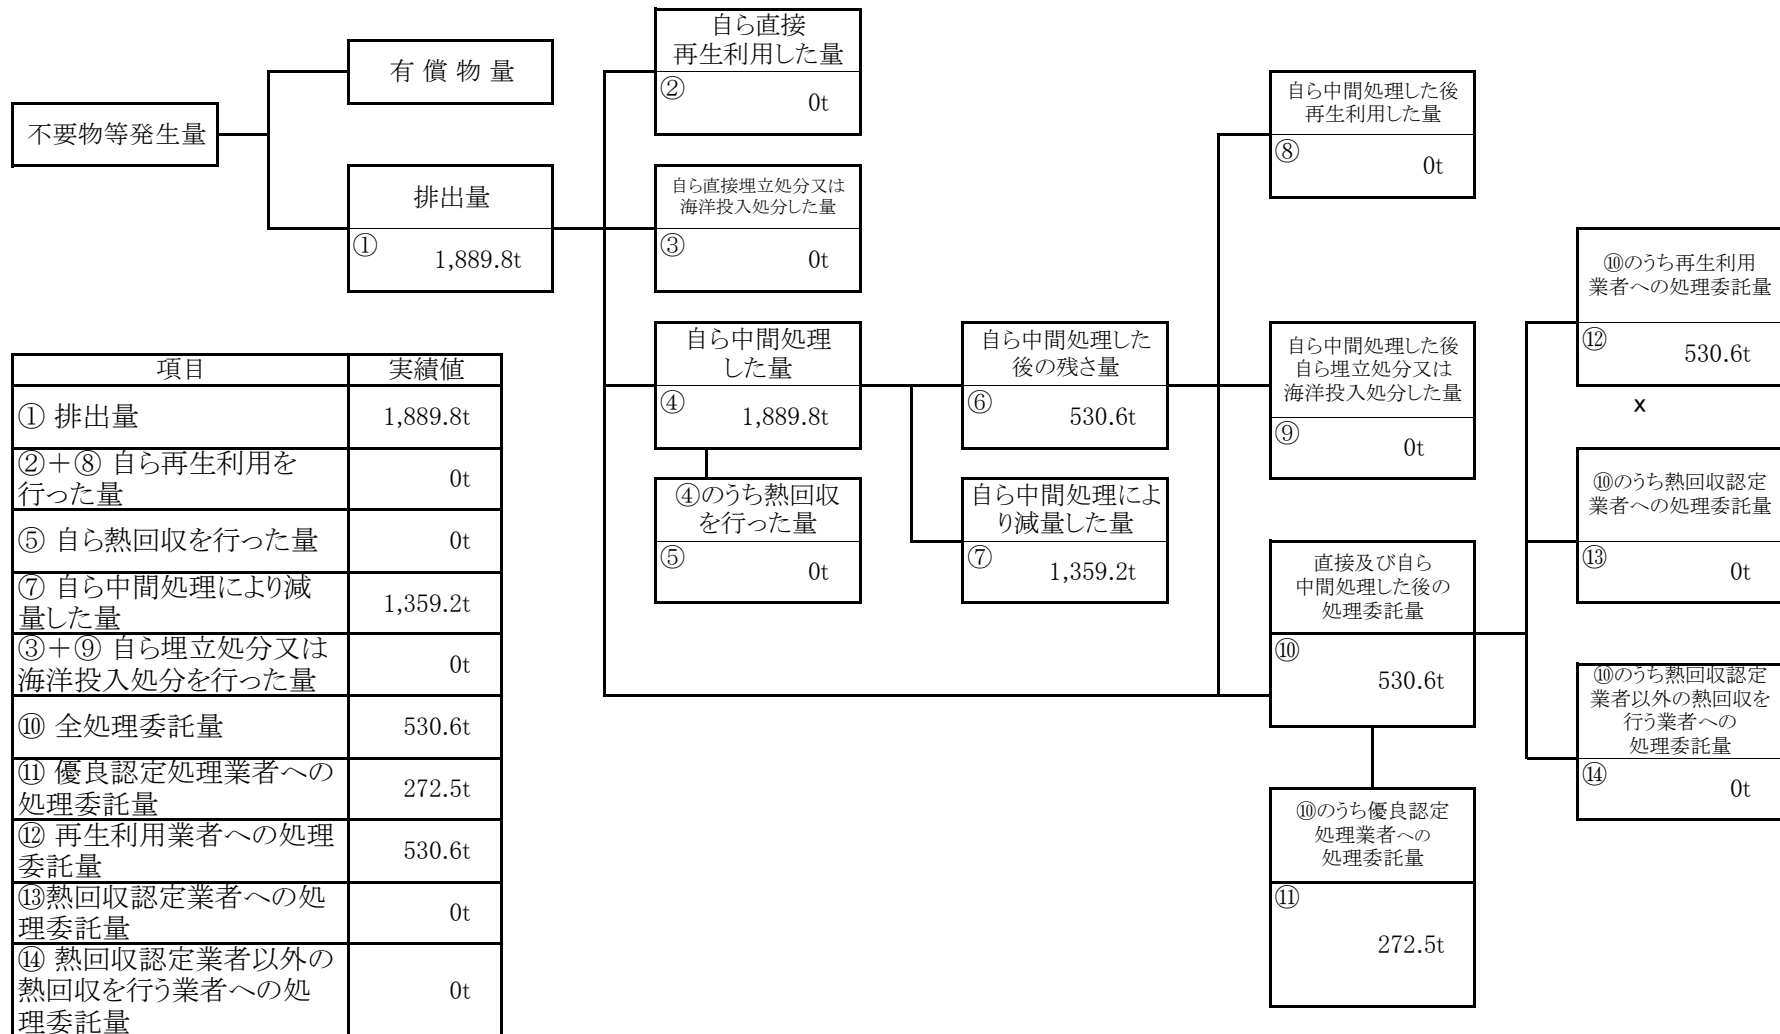 不要物等発生量
有 償 物 量
排出量
①
1,889.8t
自ら直接
再生利用した量
②
0t
自ら直接埋立処分又は
海洋投入処分した量
③
0t
自ら中間処理
した量
④
1,889.8t
④のうち熱回収
を行った量
⑤
0t
自ら中間処理した
後の残さ量
⑥
530.6t
自ら中間処理によ
り減量した量
⑦
1,359.2t
自ら中間処理した後
再生利用した量
⑧
0t
自ら中間処理した後
自ら埋立処分又は
海洋投入処分した量
⑨
0t
直接及び自ら
中間処理した後の
処理委託量
⑩
530.6t
⑩のうち優良認定
処理業者への
処理委託量
⑪
272.5t
⑩のうち再生利用
業者への処理委託量
⑫
530.6t
x
⑩のうち熱回収認定
業者への処理委託量
⑬
0t
⑩のうち熱回収認定
業者以外の熱回収を
行う業者への
処理委託量
⑭
0t
項目 実績値
① 排出量 1,889.8t
②＋⑧ 自ら再生利用を
行った量 0t
⑤ 自ら熱回収を行った量 0t
⑦ 自ら中間処理により減
量した量 1,359.2t
③＋⑨ 自ら埋立処分又は
海洋投入処分を行った量 0t
⑩ 全処理委託量 530.6t
⑪ 優良認定処理業者への
処理委託量 272.5t
⑫ 再生利用業者への処理
委託量 530.6t
⑬熱回収認定業者への処
理委託量 0t
⑭ 熱回収認定業者以外の
熱回収を行う業者への処
理委託量 0t